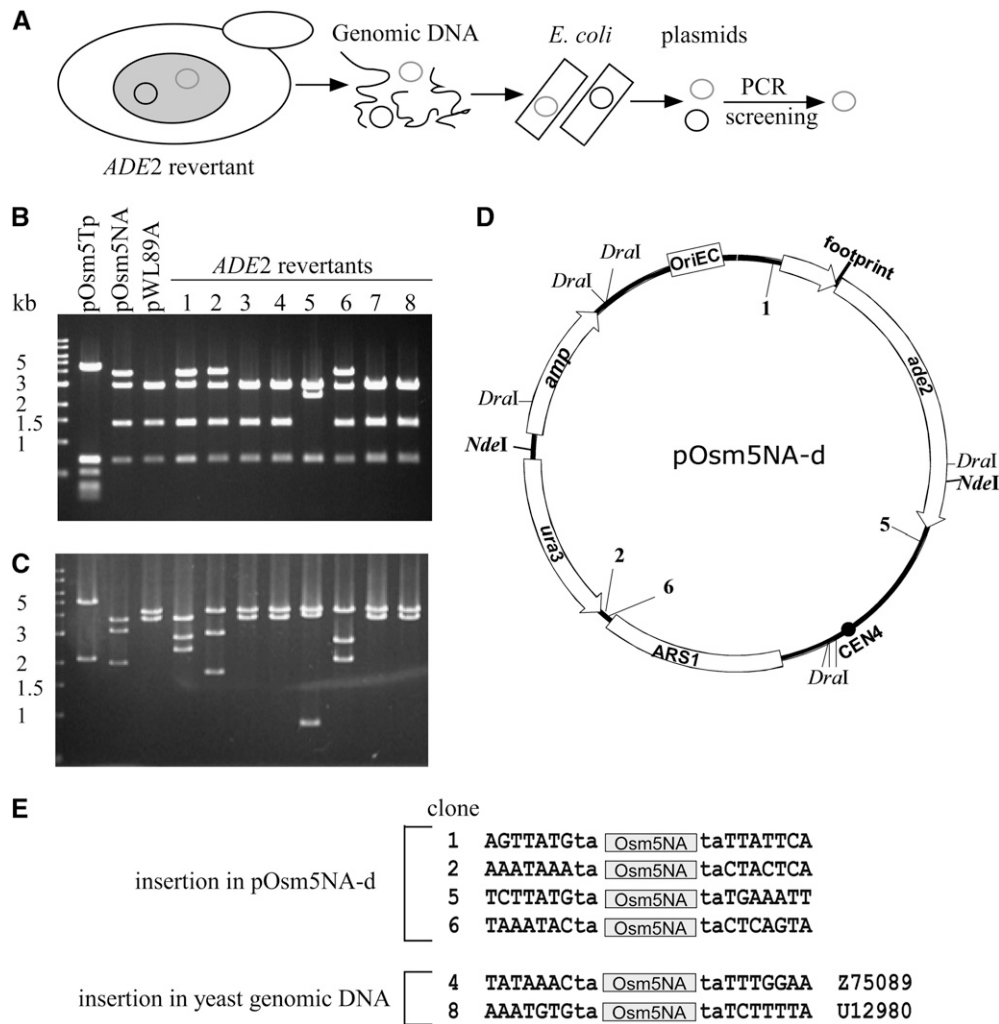 A
Genomic DNA
E. coli
plasmids
PCR
screening
ADE2 revertant
B
pOsm5Tp
pOsm5NA
pWL89A
ADE2 revertants
kb
1 2 3 4 5 6 7 8
5
3
2
1.5
1
C
5
3
2
1.5
1
D
DraI
DraI
OriEC
footprint
1
amp
ade2
DraI
NdeI
pOsm5NA-d
DraI
NdeI
5
ura3
2
6
ARS1
CEN4
DraI
E
clone
insertion in pOsm5NA-d
1 AGTTATGta Osm5NA taTTATTCA
2 AAATAAAta Osm5NA taCTACTCA
5 TCTTATGta Osm5NA taTGAAATT
6 TAAATACta Osm5NA taCTCAGTA
insertion in yeast genomic DNA
4 TATAAACta Osm5NA taTTTGGAA Z75089
8 AAATGTGta Osm5NA taTCTTTTA U12980